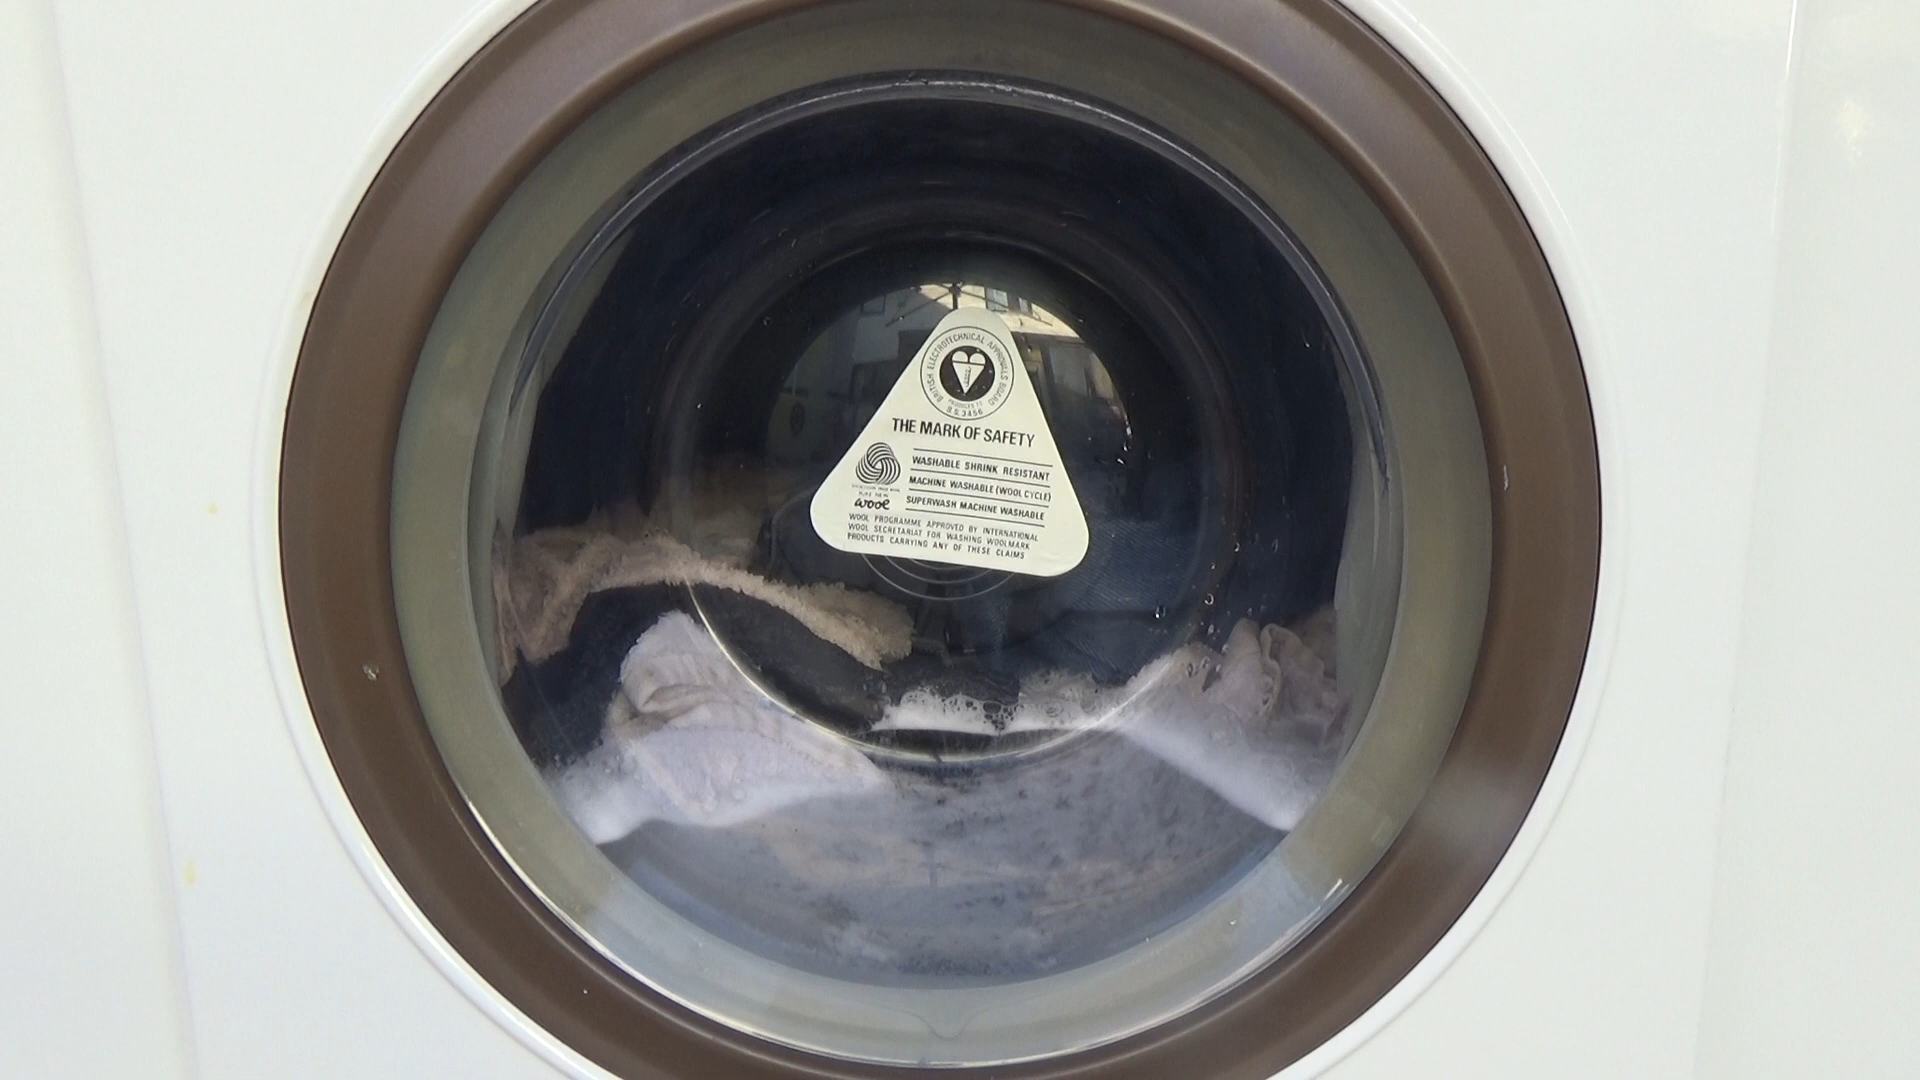 BRITISH ELECTROTECHNICAL APPROVALS BOARD
PRODUCED TO
B.S. 3456
THE MARK OF SAFETY
WASHABLE SHRINK RESISTANT
MACHINE WASHABLE (WOOL CYCLE)
PURE NEW
wool
SUPERWASH MACHINE WASHABLE
WOOL PROGRAMME APPROVED BY INTERNATIONAL
WOOL SECRETARIAT FOR WASHING WOOLMARK
PRODUCTS CARRYING ANY OF THESE CLAIMS